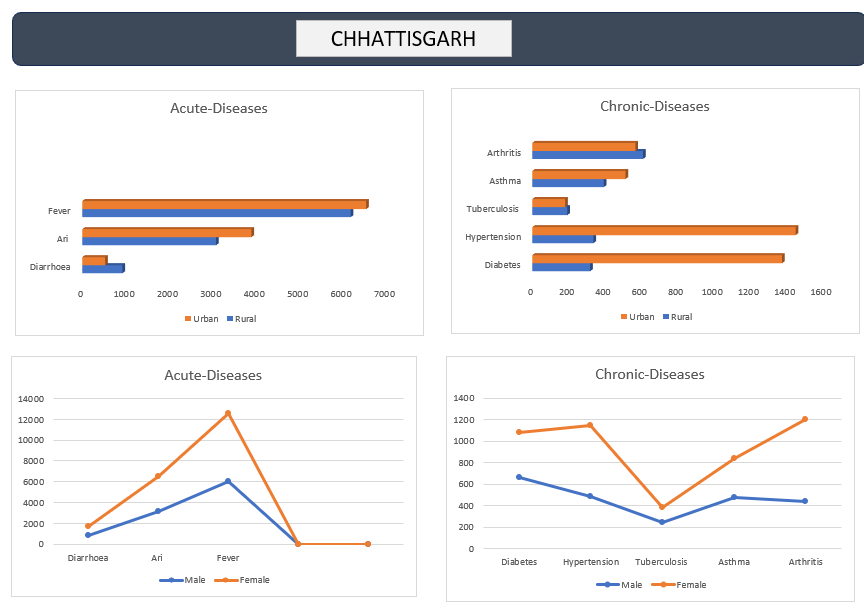 CHHATTISGARH
Acute-Diseases
Fever
Ari
Diarrhoea
0 1000 2000 3000 4000 5000 6000 7000
Urban Rural
Chronic-Diseases
Arthritis
Asthma
Tuberculosis
Hypertension
Diabetes
0 200 400 600 800 1000 1200 1400 1600
Urban Rural
Acute-Diseases
14000
12000
10000
8000
6000
4000
2000
0
Diarrhoea Ari Fever
Male Female
Chronic-Diseases
1400
1200
1000
800
600
400
200
0
Diabetes Hypertension Tuberculosis Asthma Arthritis
Male Female